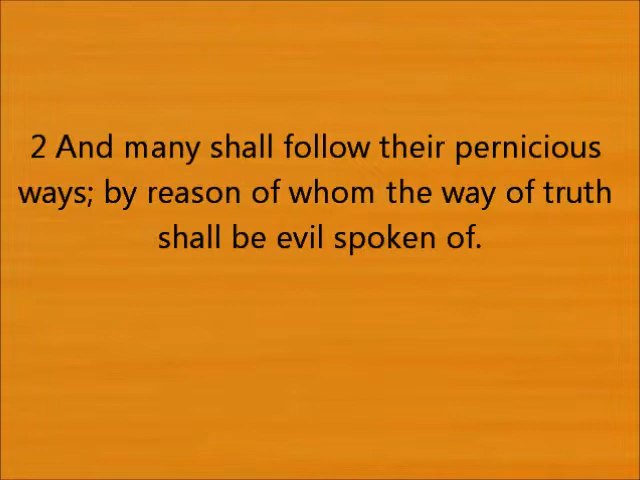 2 And many shall follow their pernicious
ways; by reason of whom the way of truth
shall be evil spoken of.